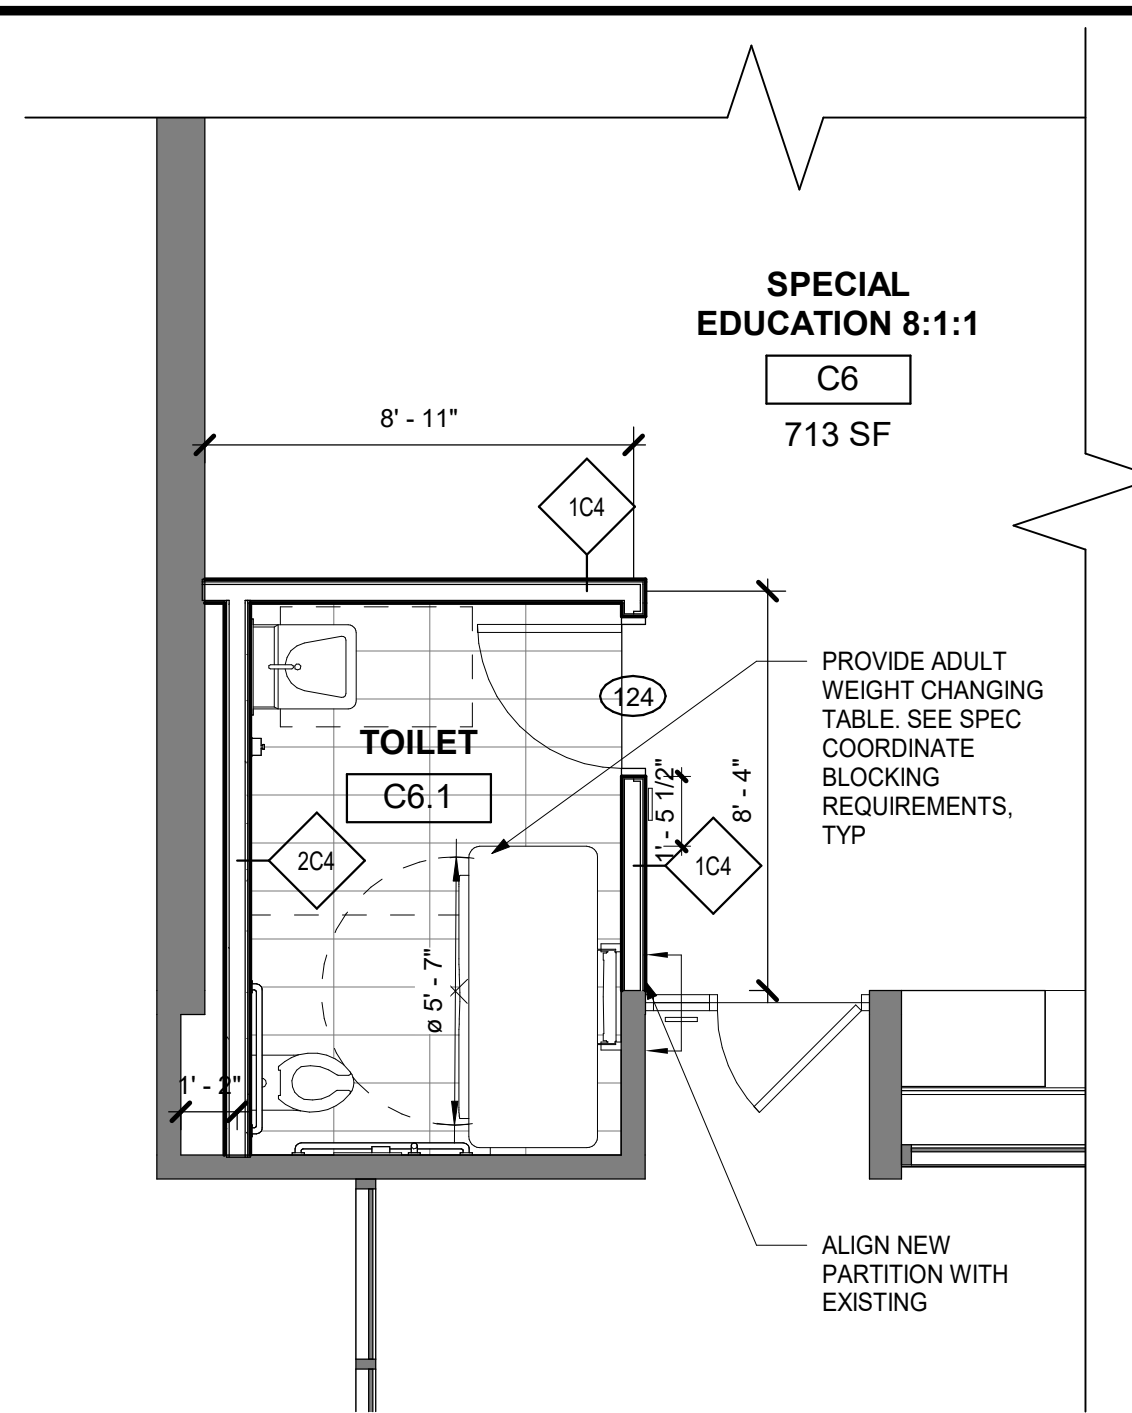 SPECIAL
EDUCATION 8:1:1
C6
713 SF
8' - 11"
1C4
PROVIDE ADULT
WEIGHT CHANGING
TABLE. SEE SPEC
COORDINATE
BLOCKING
REQUIREMENTS,
TYP
124
TOILET
C6.1
1' - 5 1/2"
8' - 4"
2C4
1C4
ø 5' - 7"
1' - 2"
ALIGN NEW
PARTITION WITH
EXISTING